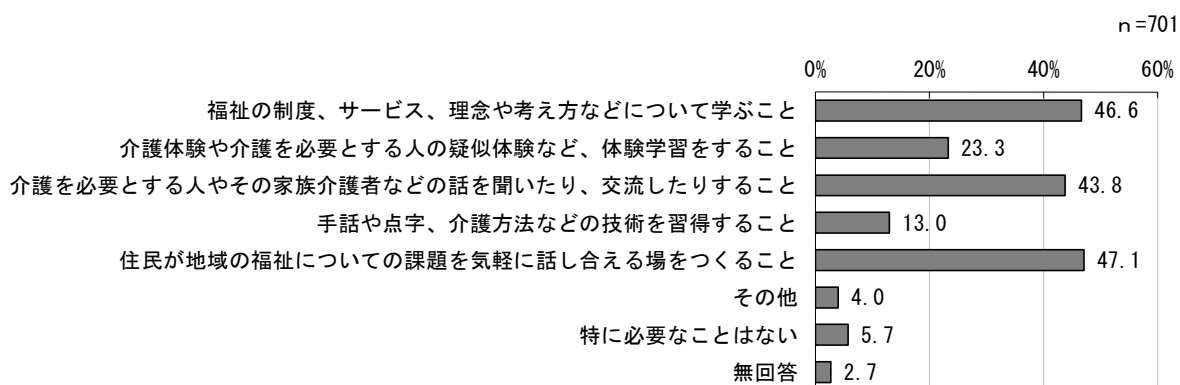 n=701
0% 20% 40% 60%
福祉の制度、サービス、理念や考え方などについて学ぶこと 46.6
介護体験や介護を必要とする人の疑似体験など、体験学習をすること 23.3
介護を必要とする人やその家族介護者などの話を聞いたり、交流したりすること 43.8
手話や点字、介護方法などの技術を習得すること 13.0
住民が地域の福祉についての課題を気軽に話し合える場をつくること 47.1
その他 4.0
特に必要なことはない 5.7
無回答 2.7